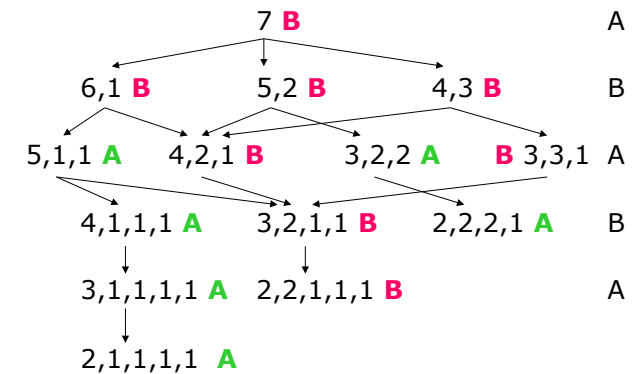 7 B A
6,1 B 5,2 B 4,3 B B
5,1,1 A 4,2,1 B 3,2,2 A B 3,3,1 A
4,1,1,1 A 3,2,1,1 B 2,2,2,1 A B
3,1,1,1,1 A 2,2,1,1,1 B A
2,1,1,1,1,1 A